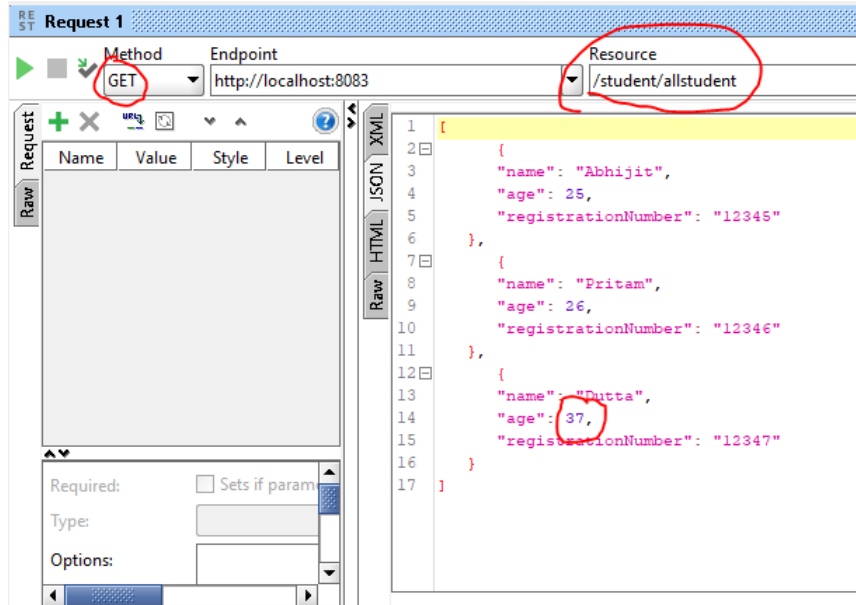 RE
ST
Request 1
Method
Endpoint
Resource
GET
http://localhost:8083
/student/allstudent
Request
Raw
URL
?
Name Value Style Level
Required:
Sets if param
Type:
Options:
XML
JSON
HTML
Raw
1 [
2 {
3 "name": "Abhijit",
4 "age": 25,
5 "registrationNumber": "12345"
6 },
7 {
8 "name": "Pritam",
9 "age": 26,
10 "registrationNumber": "12346"
11 },
12 {
13 "name": "Dutta",
14 "age": 37,
15 "registrationNumber": "12347"
16 }
17 ]